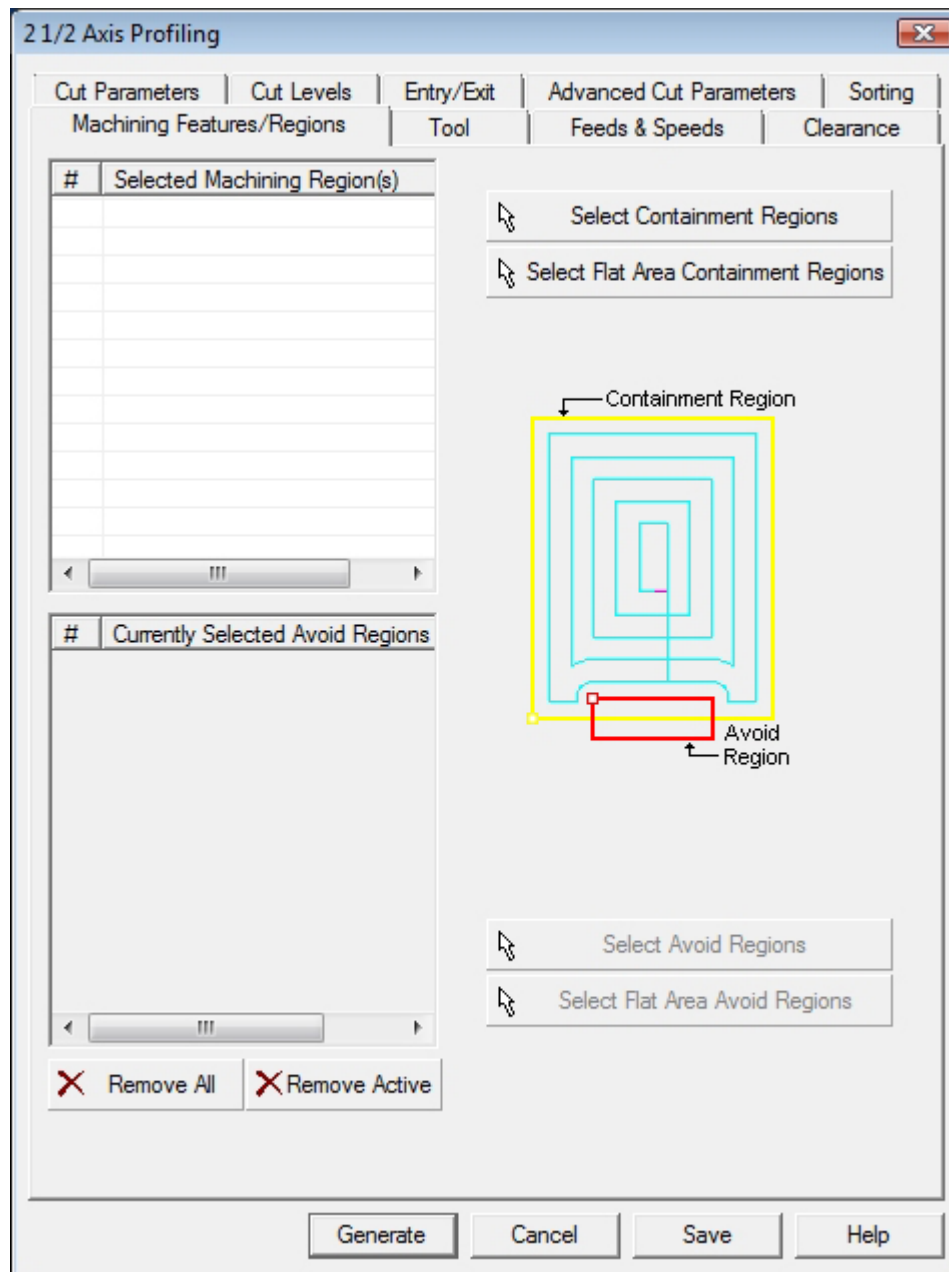 2 1/2 Axis Profiling
Cut Parameters
Cut Levels
Entry/Exit
Advanced Cut Parameters
Sorting
Machining Features/Regions
Tool
Feeds & Speeds
Clearance
# Selected Machining Region(s)
Select Containment Regions
Select Flat Area Containment Regions
Containment Region
Avoid
Region
# Currently Selected Avoid Regions
Select Avoid Regions
Select Flat Area Avoid Regions
Remove All
Remove Active
Generate
Cancel
Save
Help